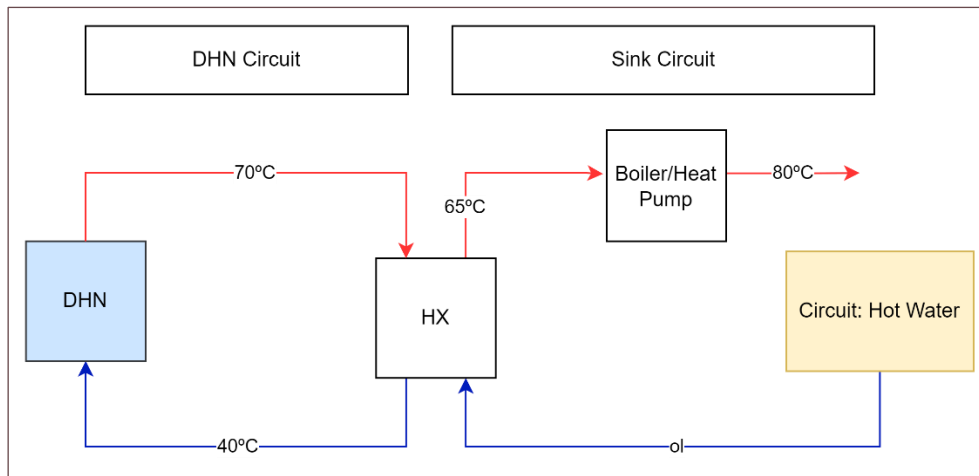 DHN Circuit
Sink Circuit
70ºC
65ºC
Boiler/Heat
Pump
80ºC
DHN
HX
Circuit: Hot Water
40ºC
ol